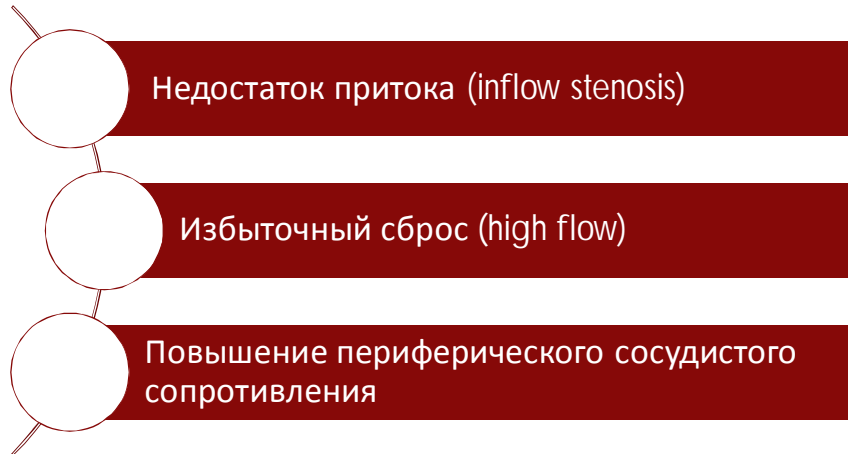 Недостаток притока (inflow stenosis)
Избыточный сброс (high flow)
Повышение периферического сосудистого
сопротивления